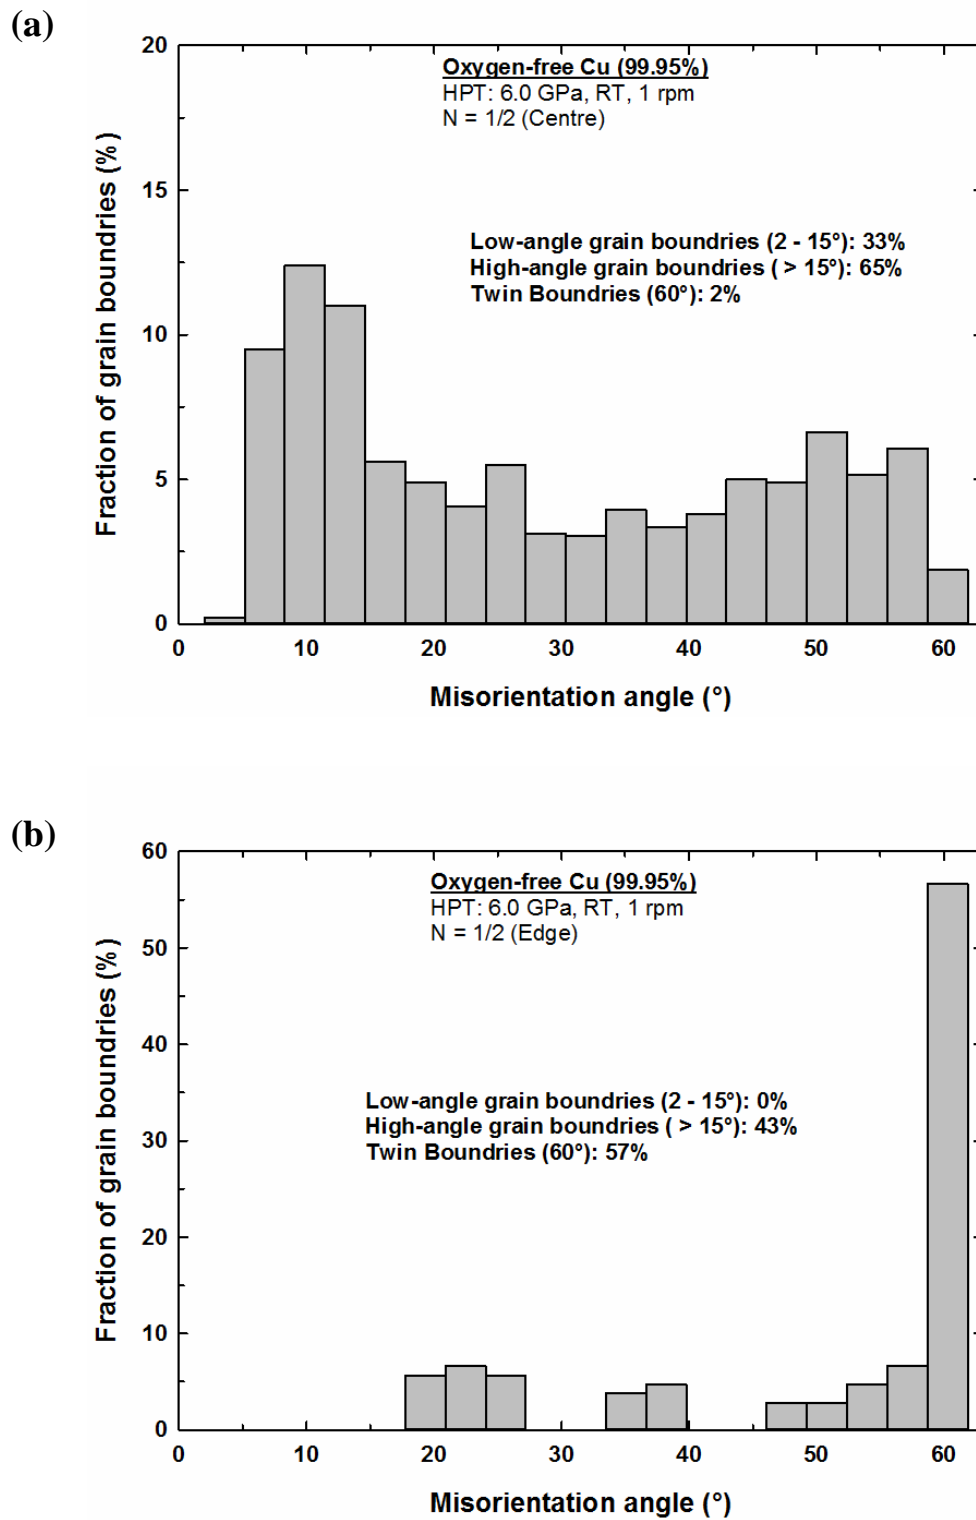 (a)
20
15
10
5
0
Fraction of grain boundries (%)
Oxygen-free Cu (99.95%)
HPT: 6.0 GPa, RT, 1 rpm
N = 1/2 (Centre)
Low-angle grain boundries (2 - 15°): 33%
High-angle grain boundries ( > 15°): 65%
Twin Boundries (60°): 2%
0 10 20 30 40 50 60
Misorientation angle (°)
(b)
60
50
40
30
20
10
0
Fraction of grain boundries (%)
Oxygen-free Cu (99.95%)
HPT: 6.0 GPa, RT, 1 rpm
N = 1/2 (Edge)
Low-angle grain boundries (2 - 15°): 0%
High-angle grain boundries ( > 15°): 43%
Twin Boundries (60°): 57%
0 10 20 30 40 50 60
Misorientation angle (°)